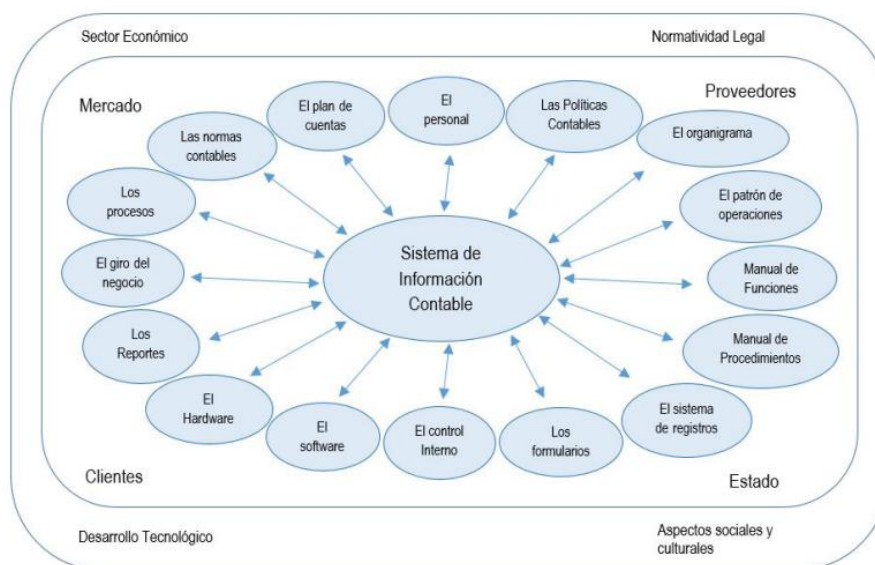 Sector Económico
Normatividad Legal
Mercado
Proveedores
El plan de
cuentas
El
personal
Las Políticas
Contables
Las normas
contables
El organigrama
Los
procesos
El patrón de
operaciones
El giro del
negocio
Sistema de
Información
Contable
Manual de
Funciones
Los
Reportes
Manual de
Procedimientos
El
Hardware
El
software
El control
Interno
Los
formularios
El sistema
de registros
Clientes
Estado
Desarrollo Tecnológico
Aspectos sociales y
culturales